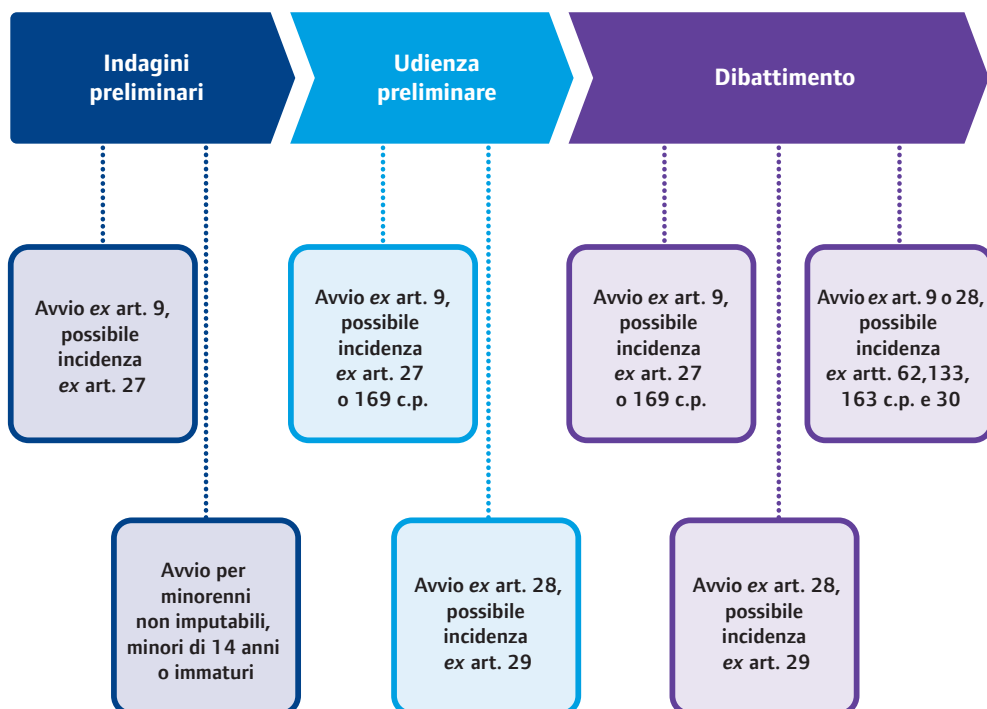 Indagini
preliminari
Udienza
preliminare
Dibattimento
Avvio ex art. 9,
possibile
incidenza
ex art. 27
Avvio ex art. 9,
possibile
incidenza
ex art. 27
o 169 c.p.
Avvio ex art. 9,
possibile
incidenza
ex art. 27
o 169 c.p.
Avvio ex art. 9 o 28,
possibile
incidenza
ex artt. 62,133,
163 c.p. e 30
Avvio per
minorenni
non imputabili,
minori di 14 anni
o immaturi
Avvio ex art. 28,
possibile
incidenza
ex art. 29
Avvio ex art. 28,
possibile
incidenza
ex art. 29